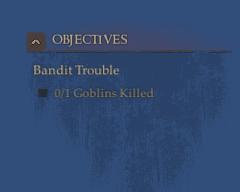 OBJECTIVES
Bandit Trouble
0/1 Goblins Killed